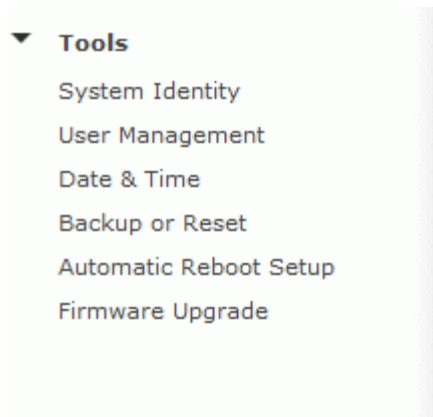 Tools
System Identity
User Management
Date & Time
Backup or Reset
Automatic Reboot Setup
Firmware Upgrade